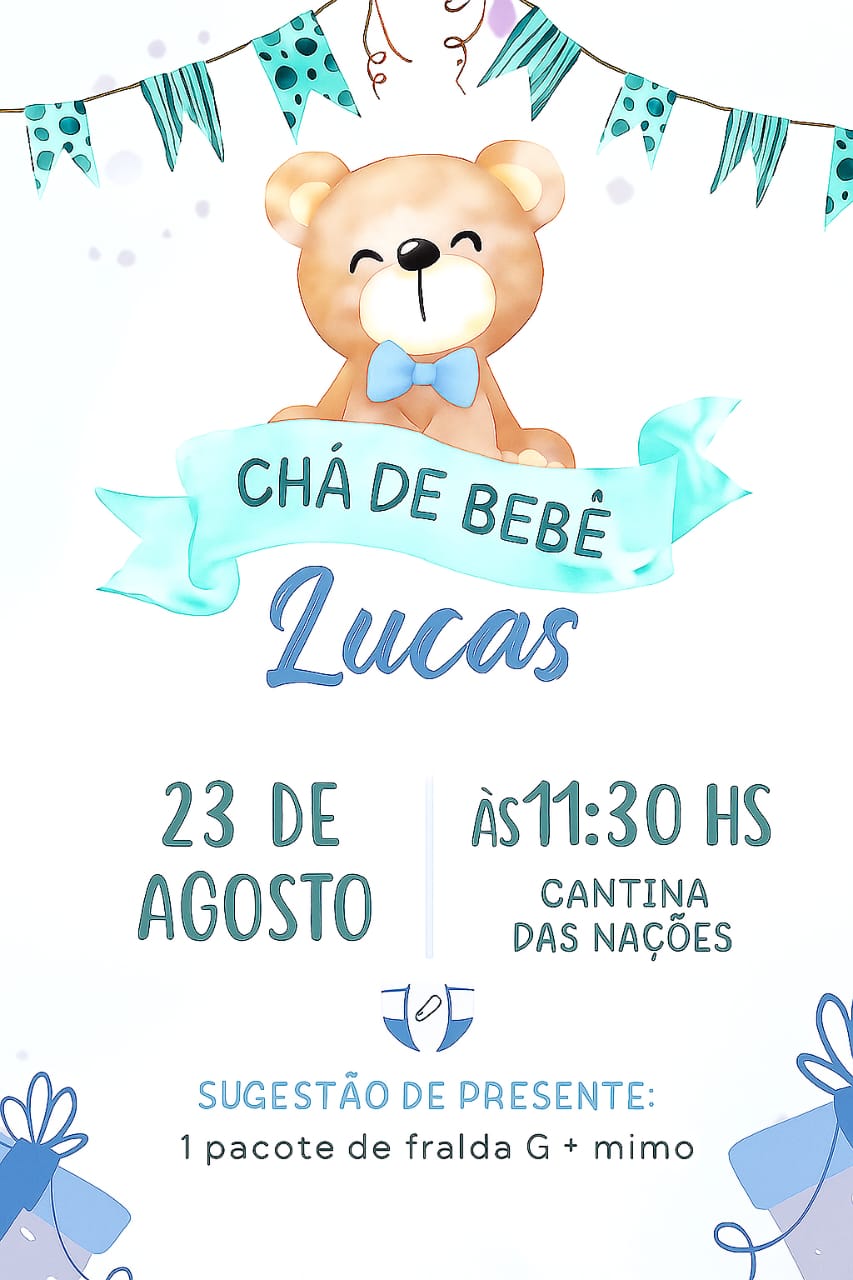 CHÁ DE BEBÊ
Lucas
23 DE
AGOSTO
ÀS 11:30 HS
CANTINA
DAS NAÇÕES
SUGESTÃO DE PRESENTE:
1 pacote de fralda G + mimo